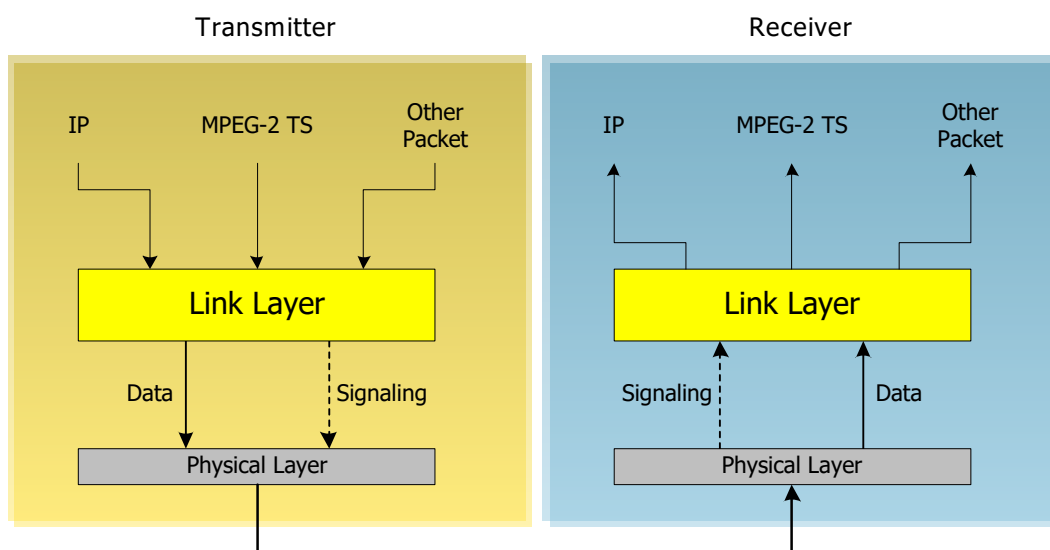 Transmitter
Receiver
IP
MPEG-2 TS
Other
Packet
IP
MPEG-2 TS
Other
Packet
Link Layer
Link Layer
Data
Signaling
Signaling
Data
Physical Layer
Physical Layer